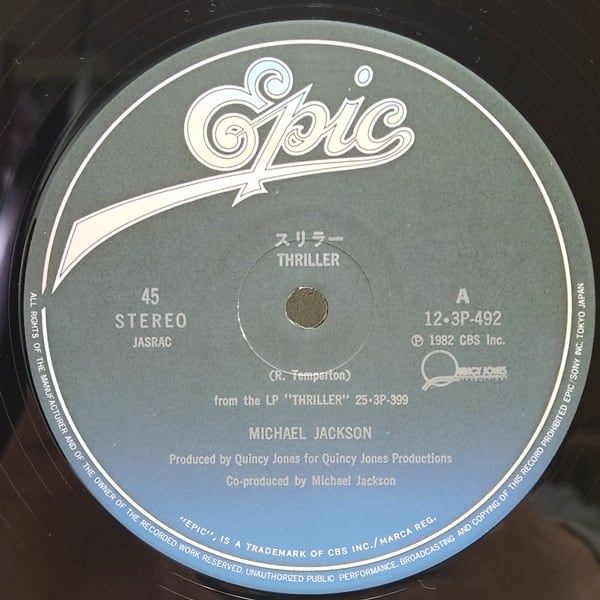 Epic
スリラー
THRILLER
45
STEREO
JASRAC
A
12・3P-492
Ⓟ 1982 CBS Inc.
(R. Temperton)
QUINCY JONES
from the LP "THRILLER" 25・3P-399
MICHAEL JACKSON
Produced by Quincy Jones for Quincy Jones Productions
Co-produced by Michael Jackson
"EPIC", IS A TRADEMARK OF CBS INC./MARCA REG.
ALL RIGHTS OF THE MANUFACTURER AND OF THE OWNER OF THE RECORDED WORK RESERVED. UNAUTHORIZED PUBLIC PERFORMANCE, BROADCASTING AND COPYING OF THIS RECORD PROHIBITED EPIC/SONY INC. TOKYO JAPAN